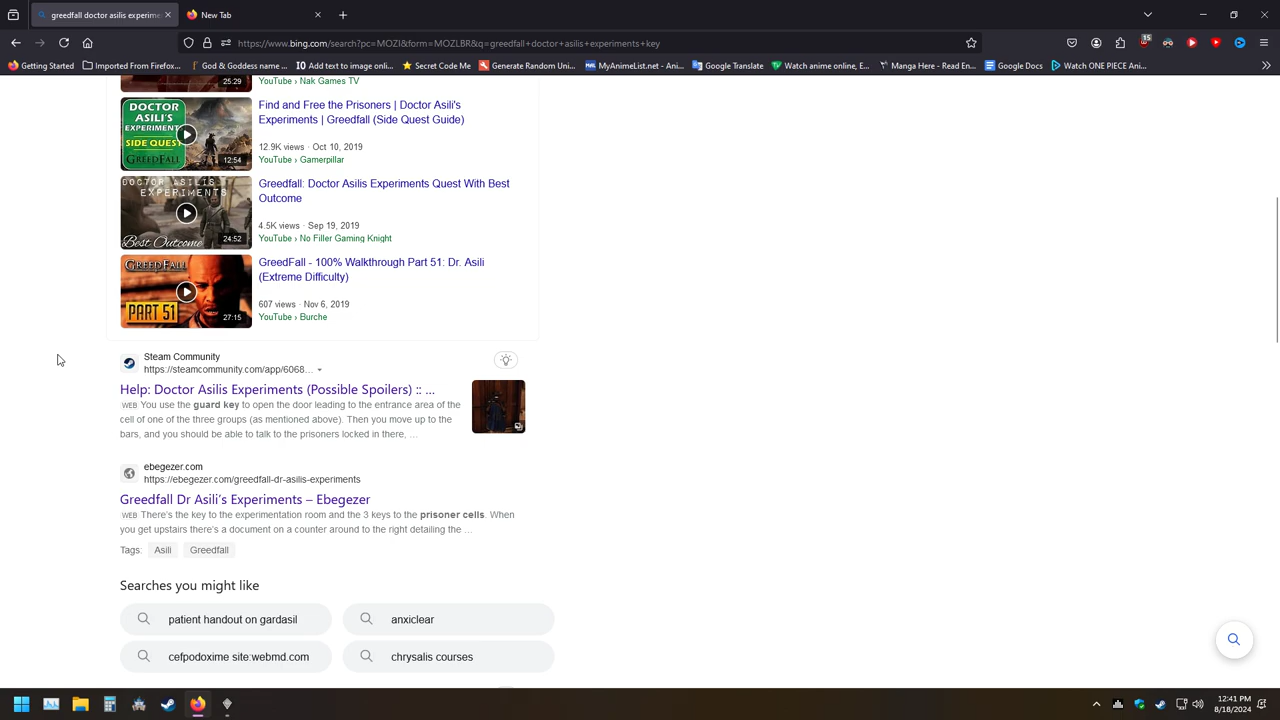 greedfall doctor asilis experime
New Tab
https://www.bing.com/search?pc=MOZI&form=MOZLBR&q=greedfall+doctor+asilis+experiments+key
15
Getting Started
Imported From Firefox...
God & Goddess name ...
IO Add text to image onli...
Secret Code Me
Generate Random Uni...
MAL MyAnimeList.net - Ani...
Google Translate
Watch anime online, E...
Manga Here - Read En...
Google Docs
Watch ONE PIECE Ani...
25:29
YouTube › Nak Games TV
DOCTOR
ASILI'S
EXPERIMENT
SIDE QUEST
GREEDFALL
12:54
Find and Free the Prisoners | Doctor Asili's
Experiments | Greedfall (Side Quest Guide)
12.9K views · Oct 10, 2019
YouTube › Gamerpillar
DOCTOR ASILIS
EXPERIMENTS
Best Outcome
24:52
Greedfall: Doctor Asilis Experiments Quest With Best
Outcome
4.5K views · Sep 19, 2019
YouTube › No Filler Gaming Knight
GREEDFALL
PART 51
27:15
GreedFall - 100% Walkthrough Part 51: Dr. Asili
(Extreme Difficulty)
607 views · Nov 6, 2019
YouTube › Burche
Steam Community
https://steamcommunity.com/app/6068...
Help: Doctor Asilis Experiments (Possible Spoilers) :: ...
WEB You use the guard key to open the door leading to the entrance area of the
cell of one of the three groups (as mentioned above). Then you move up to the
bars, and you should be able to talk to the prisoners locked in there, ...
ebegezer.com
https://ebegezer.com/greedfall-dr-asilis-experiments
Greedfall Dr Asili's Experiments – Ebegezer
WEB There's the key to the experimentation room and the 3 keys to the prisoner cells. When
you get upstairs there's a document on a counter around to the right detailing the ...
Tags: Asili Greedfall
Searches you might like
patient handout on gardasil
anxiclear
cefpodoxime site:webmd.com
chrysalis courses
12:41 PM
8/18/2024